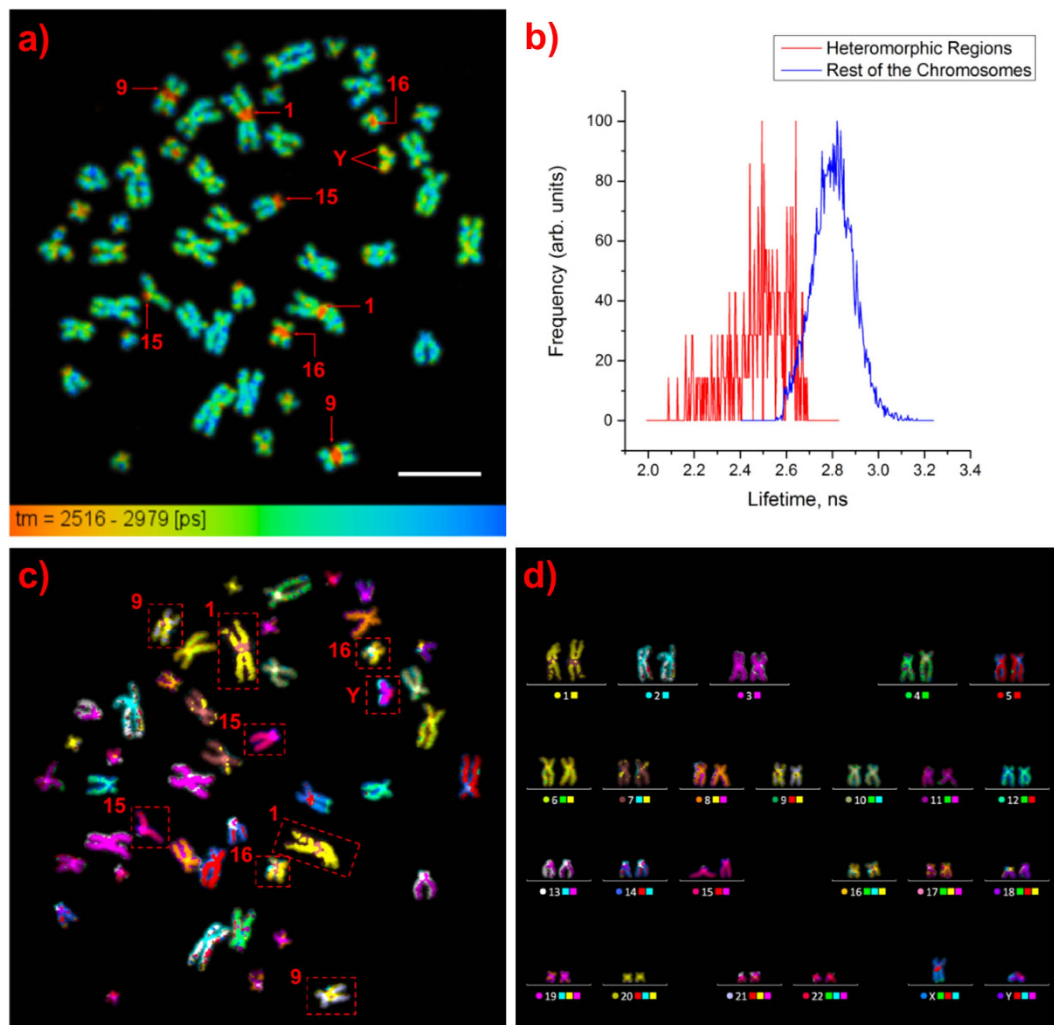 a)
9
1
16
Y
15
1
15
16
9
tm = 2516 - 2979 [ps]
b)
Heteromorphic Regions
Rest of the Chromosomes
Frequency (arb. units)
100
80
60
40
20
0
2.0 2.2 2.4 2.6 2.8 3.0 3.2 3.4
Lifetime, ns
c)
9
1
16
Y
15
15
1
16
9
d)
1 2 3 4 5
6 7 8 9 10 11 12
13 14 15 16 17 18
19 20 21 22 X Y